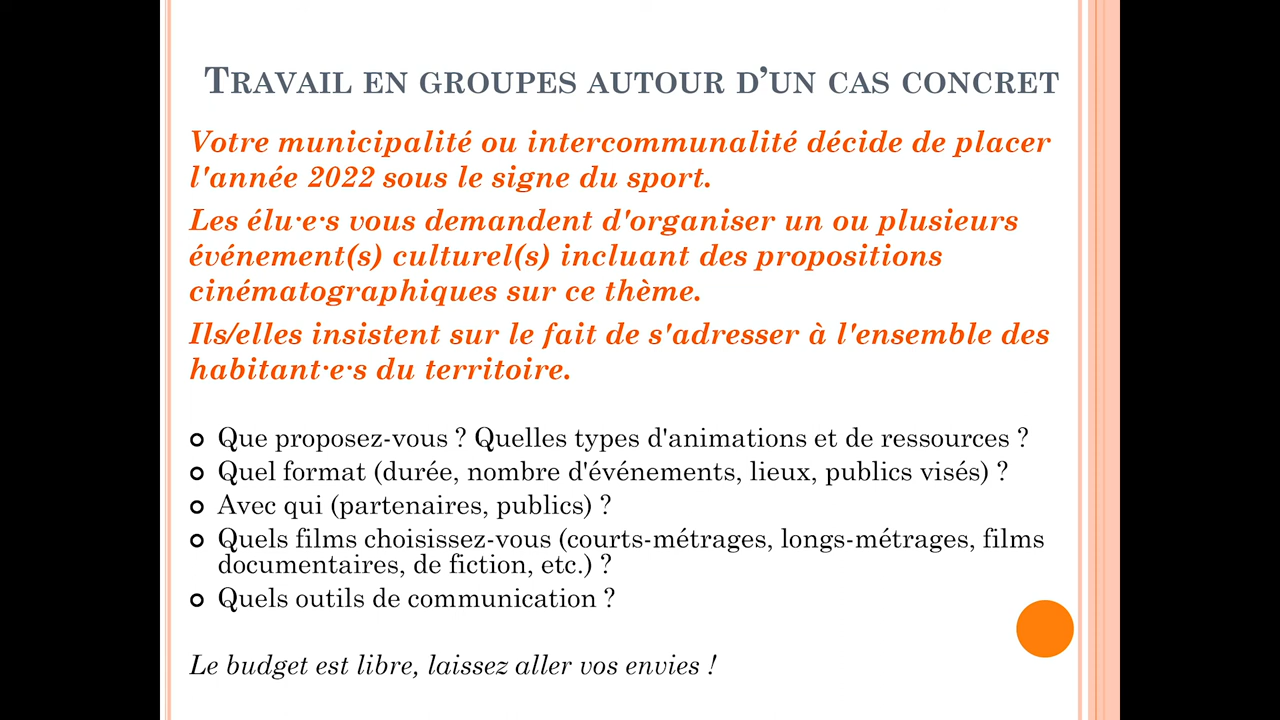 TRAVAIL EN GROUPES AUTOUR D’UN CAS CONCRET
Votre municipalité ou intercommunalité décide de placer
l'année 2022 sous le signe du sport.
Les élu·e·s vous demandent d'organiser un ou plusieurs
événement(s) culturel(s) incluant des propositions
cinématographiques sur ce thème.
Ils/elles insistent sur le fait de s'adresser à l'ensemble des
habitant·e·s du territoire.
Que proposez-vous ? Quelles types d'animations et de ressources ?
Quel format (durée, nombre d'événements, lieux, publics visés) ?
Avec qui (partenaires, publics) ?
Quels films choisissez-vous (courts-métrages, longs-métrages, films
documentaires, de fiction, etc.) ?
Quels outils de communication ?
Le budget est libre, laissez aller vos envies !